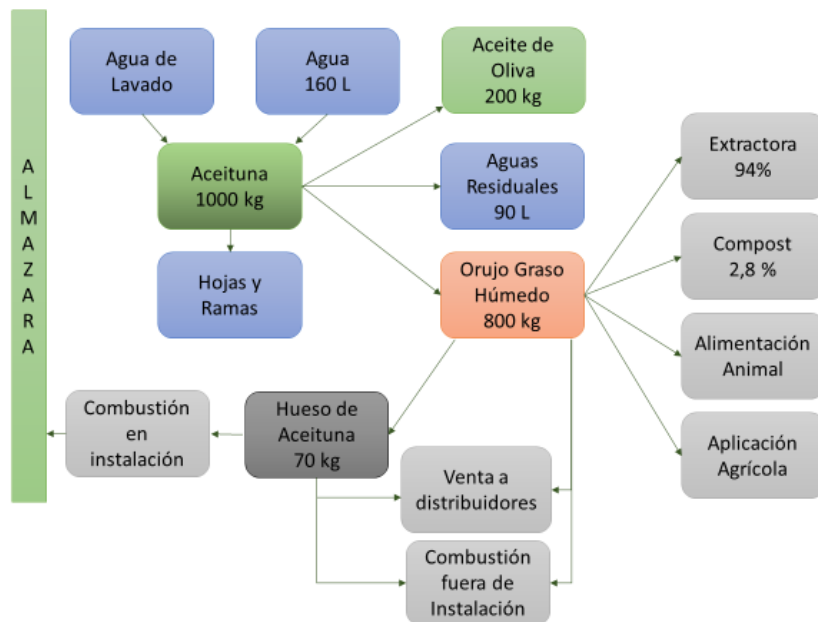 ALMAZARA
Agua de
Lavado
Agua
160 L
Aceite de
Oliva
200 kg
Aceituna
1000 kg
Aguas
Residuales
90 L
Extractora
94%
Hojas y
Ramas
Orujo Graso
Húmedo
800 kg
Compost
2,8 %
Alimentación
Animal
Aplicación
Agrícola
Combustión
en
instalación
Hueso de
Aceituna
70 kg
Venta a
distribuidores
Combustión
fuera de
Instalación